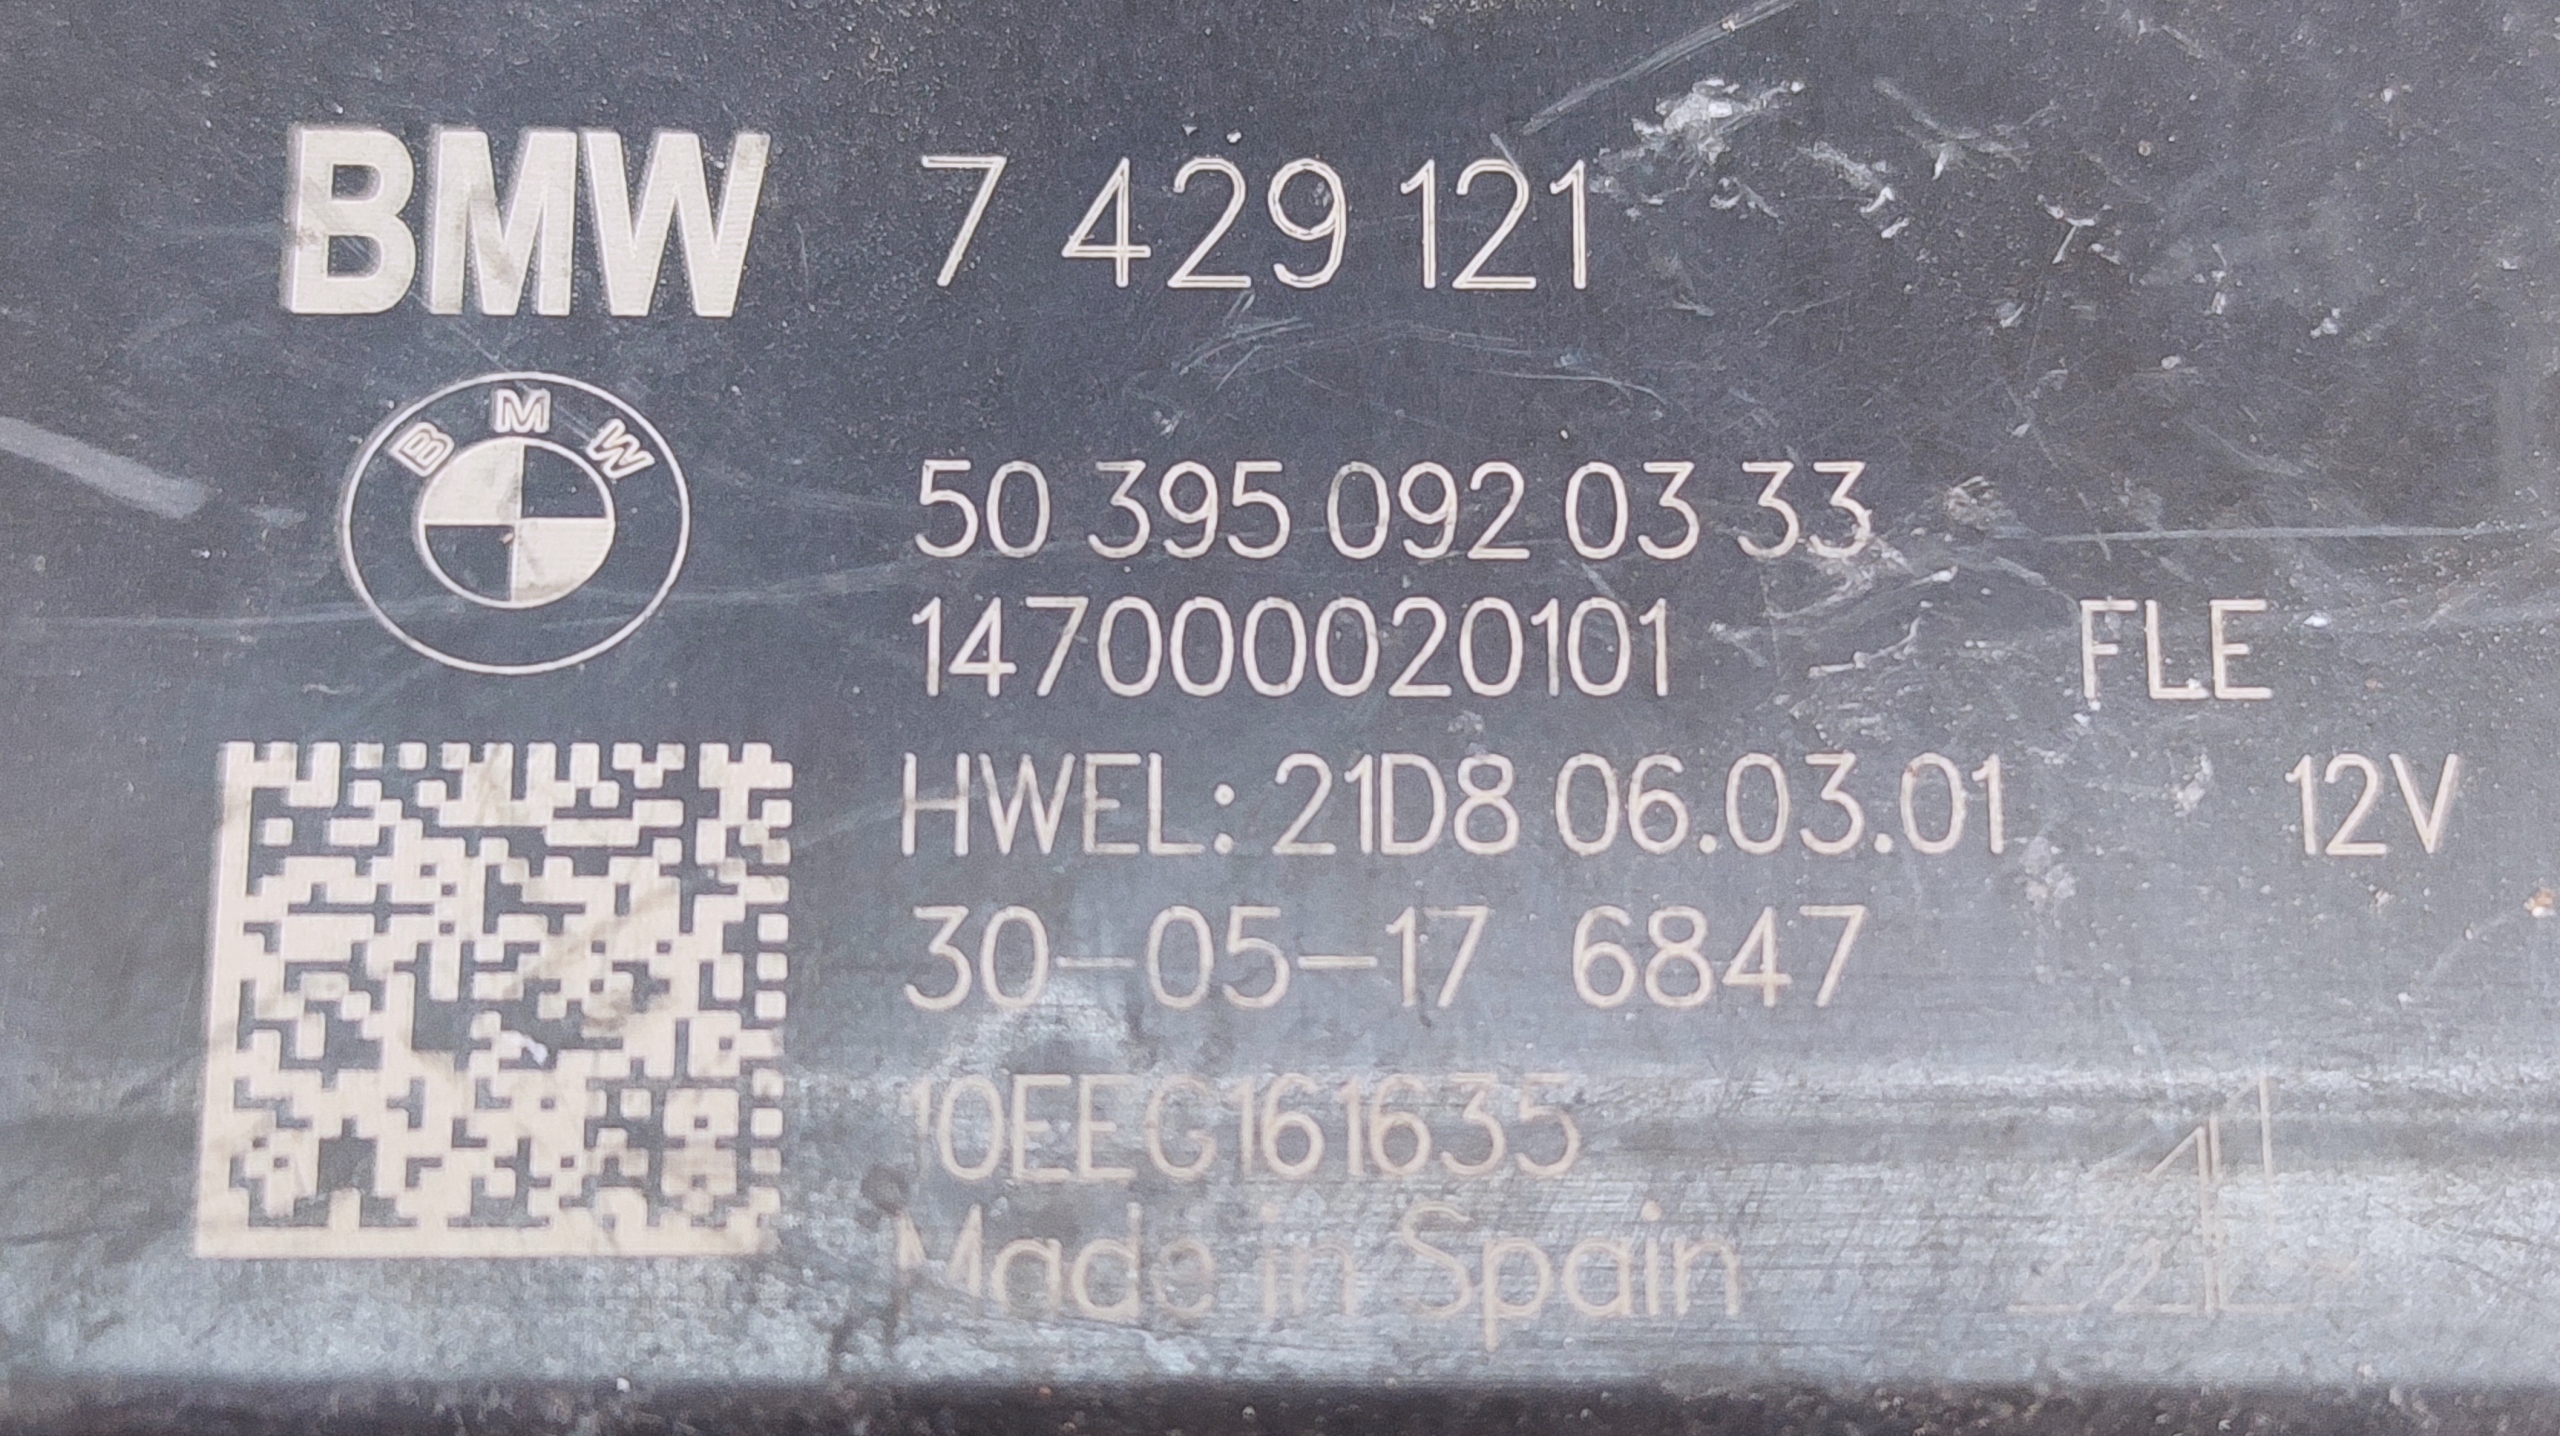 BMW 7 429 121
BMW
50 395 092 03 33
147000020101 FLE
HWEL: 21D8 06.03.01 12V
30-05-17 6847
10EEG161635
Made in Spain